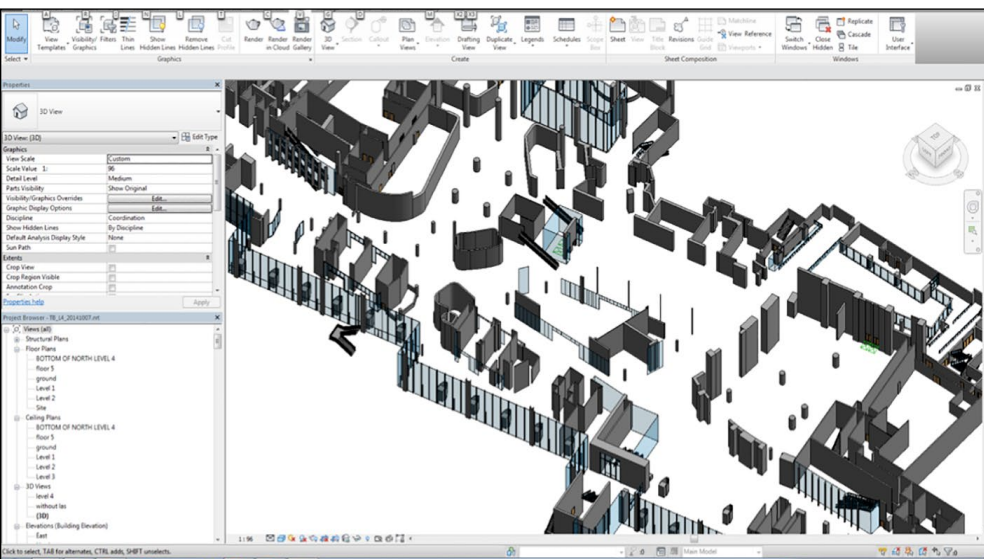 Modify
View Templates
Visibility/ Graphics
Filters
Thin Lines
Show Hidden Lines
Remove Hidden Lines
Cut Profile
Render
Render in Cloud
Render Gallery
3D View
Section
Callout
Plan Views
Elevation
Drafting View
Duplicate View
Legends
Schedules
Scope Box
Sheet
View
Title Block
Revisions
Guide Grid
Matchline
View Reference
Viewports
Switch Windows
Close Hidden
Replicate
Cascade
Tile
User Interface
Select
Graphics
Create
Sheet Composition
Windows
Properties
3D View
3D View: {3D}
Edit Type
Graphics
View Scale Custom
Scale Value 1: 96
Detail Level Medium
Parts Visibility Show Original
Visibility/Graphics Overrides Edit...
Graphic Display Options Edit...
Discipline Coordination
Show Hidden Lines By Discipline
Default Analysis Display Style None
Sun Path
Extents
Crop View
Crop Region Visible
Annotation Crop
Properties help Apply
Project Browser - TB_L4_20141007.rvt
Views (all)
Structural Plans
Floor Plans
BOTTOM OF NORTH LEVEL 4
floor 5
ground
Level 1
Level 2
Site
Ceiling Plans
BOTTOM OF NORTH LEVEL 4
floor 5
ground
Level 1
Level 2
Level 3
3D Views
level 4
without las
{3D}
Elevations (Building Elevation)
East
TOP
1 : 96
Click to select, TAB for alternates, CTRL adds, SHIFT unselects.
Main Model